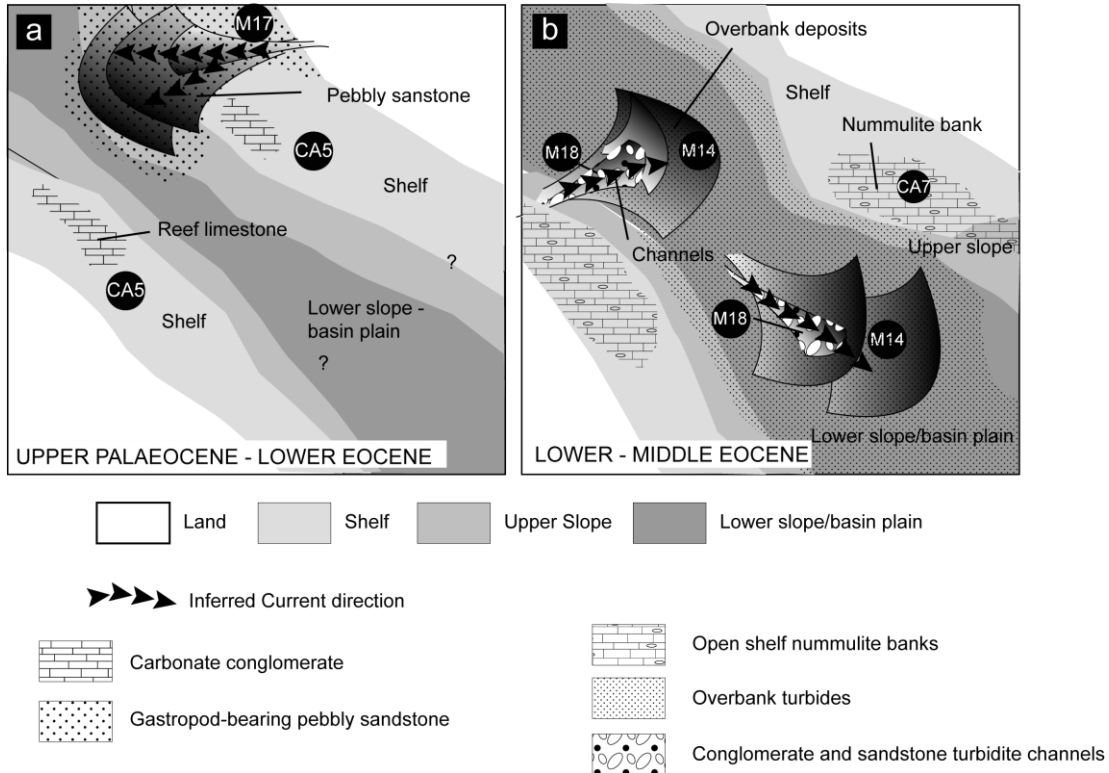 a
M17
Pebbly sanstone
CA5
Shelf
Reef limestone
?
CA5
Shelf
Lower slope -
basin plain
?
UPPER PALAEOCENE - LOWER EOCENE
b
Overbank deposits
Shelf
Nummulite bank
M18
M14
CA7
Channels
Upper slope
M18
M14
Lower slope/basin plain
LOWER - MIDDLE EOCENE
Land
Shelf
Upper Slope
Lower slope/basin plain
Inferred Current direction
Carbonate conglomerate
Gastropod-bearing pebbly sandstone
Open shelf nummulite banks
Overbank turbides
Conglomerate and sandstone turbidite channels